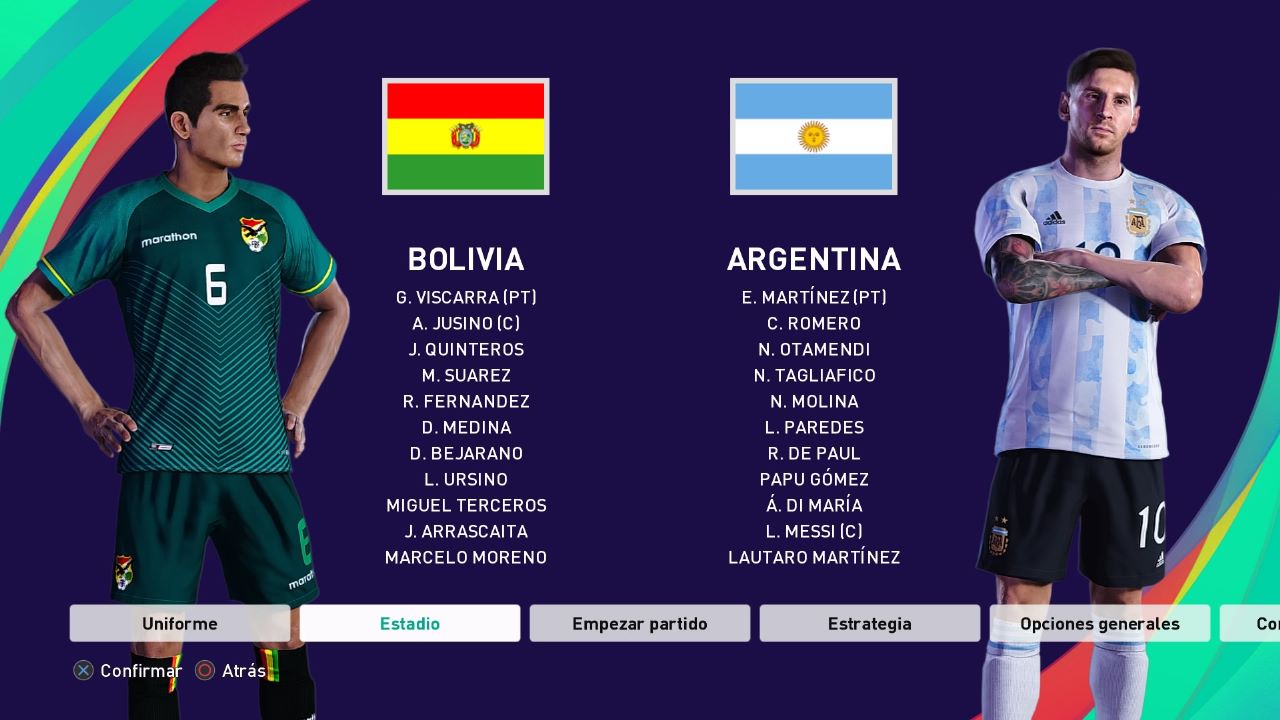 BOLIVIA
G. VISCARRA (PT)
A. JUSINO (C)
J. QUINTEROS
M. SUAREZ
R. FERNANDEZ
D. MEDINA
D. BEJARANO
L. URSINO
MIGUEL TERCEROS
J. ARRASCAITA
MARCELO MORENO
ARGENTINA
E. MARTÍNEZ (PT)
C. ROMERO
N. OTAMENDI
N. TAGLIAFICO
N. MOLINA
L. PAREDES
R. DE PAUL
PAPU GÓMEZ
Á. DI MARÍA
L. MESSI (C)
LAUTARO MARTÍNEZ
marathon
6
adidas
AFA
10
Uniforme
Estadio
Empezar partido
Estrategia
Opciones generales
Confirmar
Atrás